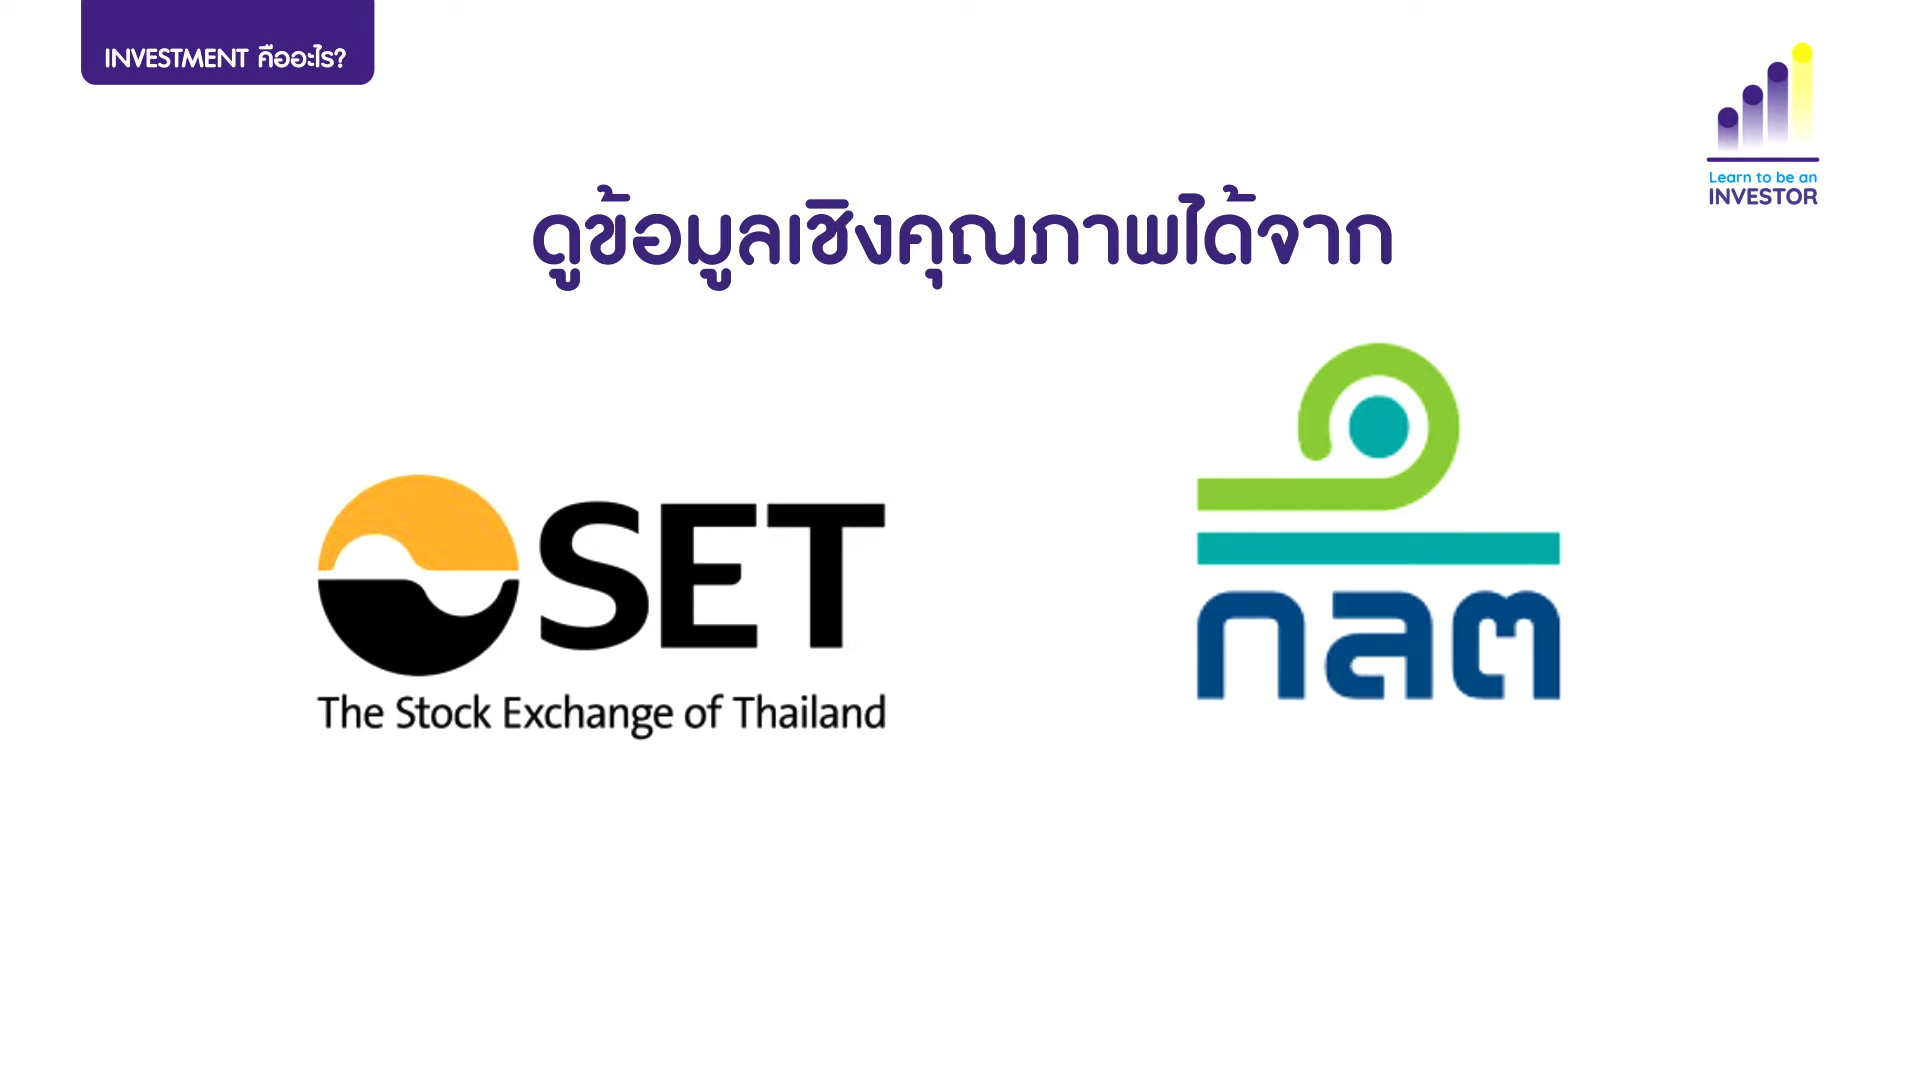 INVESTMENT คืออะไร?
Learn to be an
INVESTOR
ดูข้อมูลเชิงคุณภาพได้จาก
SET
The Stock Exchange of Thailand
กลต